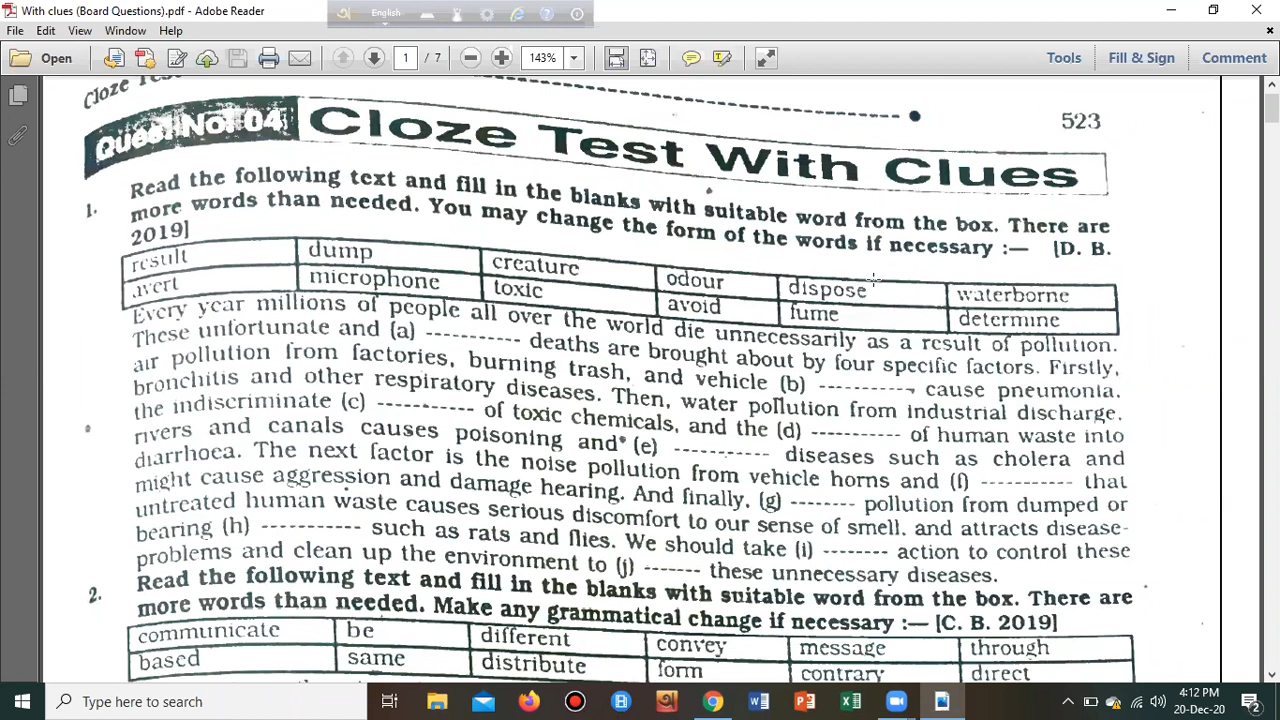 With clues (Board Questions).pdf - Adobe Reader
English
File Edit View Window Help
Open 1 / 7 143% Tools Fill & Sign Comment
Cloze Tes
523
Quest No: 04 Cloze Test With Clues
1. Read the following text and fill in the blanks with suitable word from the box. There are
more words than needed. You may change the form of the words if necessary :— [D. B.
2019]
result dump creature odour dispose waterborne
avert microphone toxic avoid fume determine
Every year millions of people all over the world die unnecessarily as a result of pollution.
These unfortunate and (a) ----------- deaths are brought about by four specific factors. Firstly,
air pollution from factories, burning trash, and vehicle (b) ----------, cause pneumonia.
bronchitis and other respiratory diseases. Then, water pollution from industrial discharge.
the indiscriminate (c) ----------- of toxic chemicals, and the (d) ---------- of human waste into
rivers and canals causes poisoning and (e) ----------- diseases such as cholera and
diarrhoea. The next factor is the noise pollution from vehicle horns and (f) ----------- that
might cause aggression and damage hearing. And finally, (g) -------- pollution from dumped or
untreated human waste causes serious discomfort to our sense of smell. and attracts disease-
bearing (h) ----------- such as rats and flies. We should take (i) -------- action to control these
problems and clean up the environment to (j) ------- these unnecessary diseases.
2. Read the following text and fill in the blanks with suitable word from the box. There are
more words than needed. Make any grammatical change if necessary :— [C. B. 2019]
communicate be different convey message through
based same distribute form contrary direct
Type here to search
4:12 PM
20-Dec-20
2